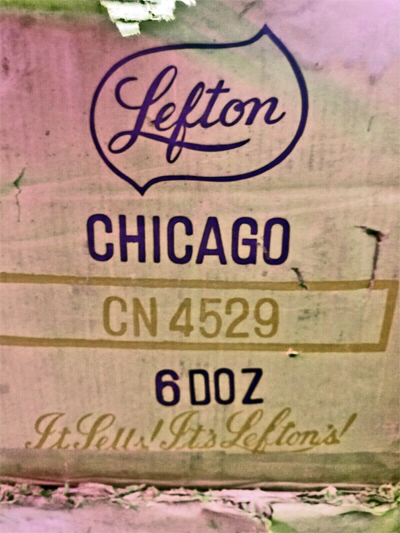 Lefton
CHICAGO
CN 4529
6 DOZ
It Sells! It's Lefton's!